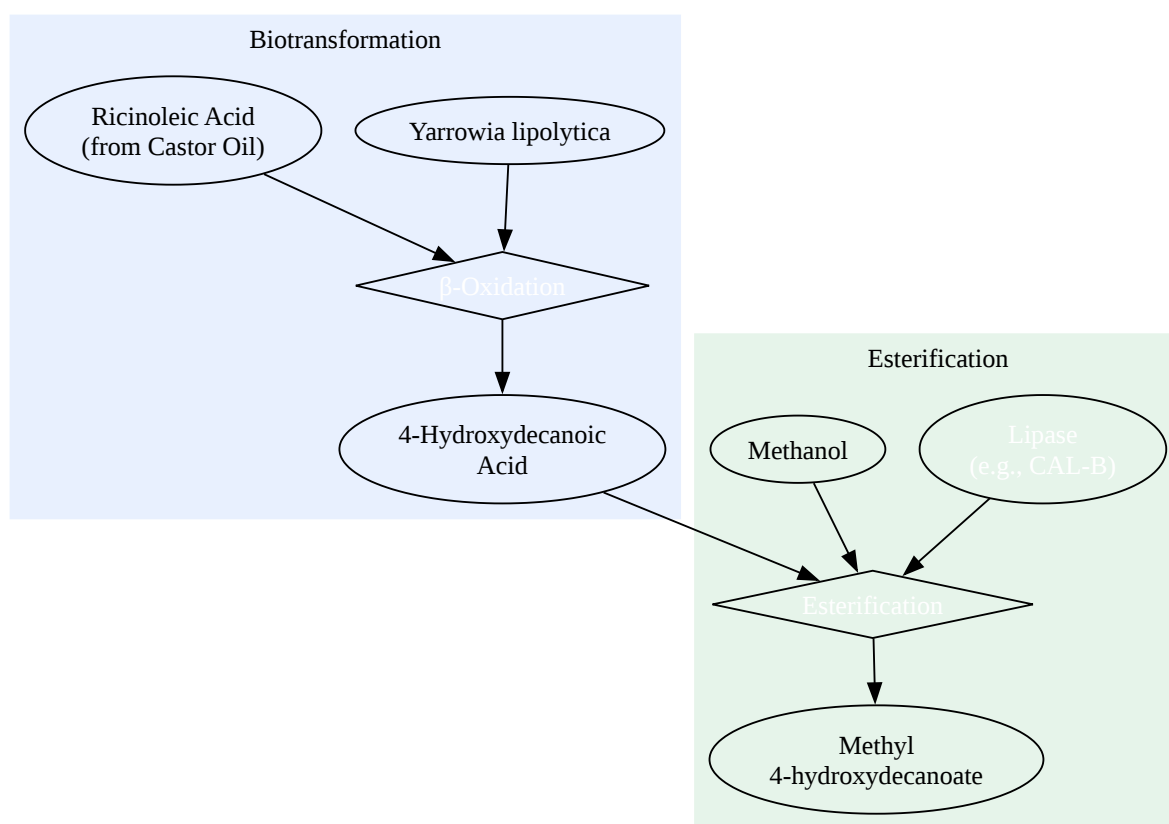 Biotransformation
Ricinoleic Acid
(from Castor Oil)
Yarrowia lipolytica
β-Oxidation
4-Hydroxydecanoic
Acid
Esterification
Methanol
Lipase
(e.g., CAL-B)
Esterification
Methyl
4-hydroxydecanoate